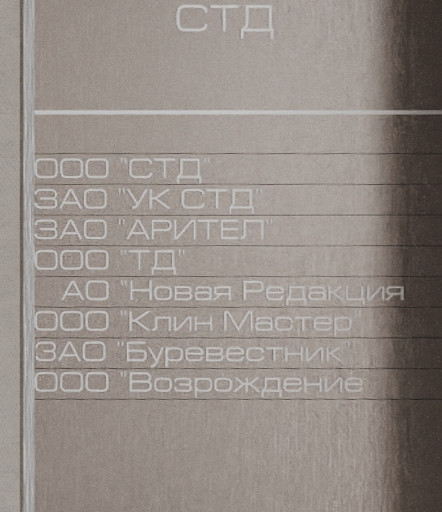 СТД
ООО "СТД"
ЗАО "УК СТД"
ЗАО "АРИТЕЛ"
ООО "ТД"
АО "Новая Редакция
ООО "Клин Мастер"
ЗАО "Буревестник"
ООО "Возрождение